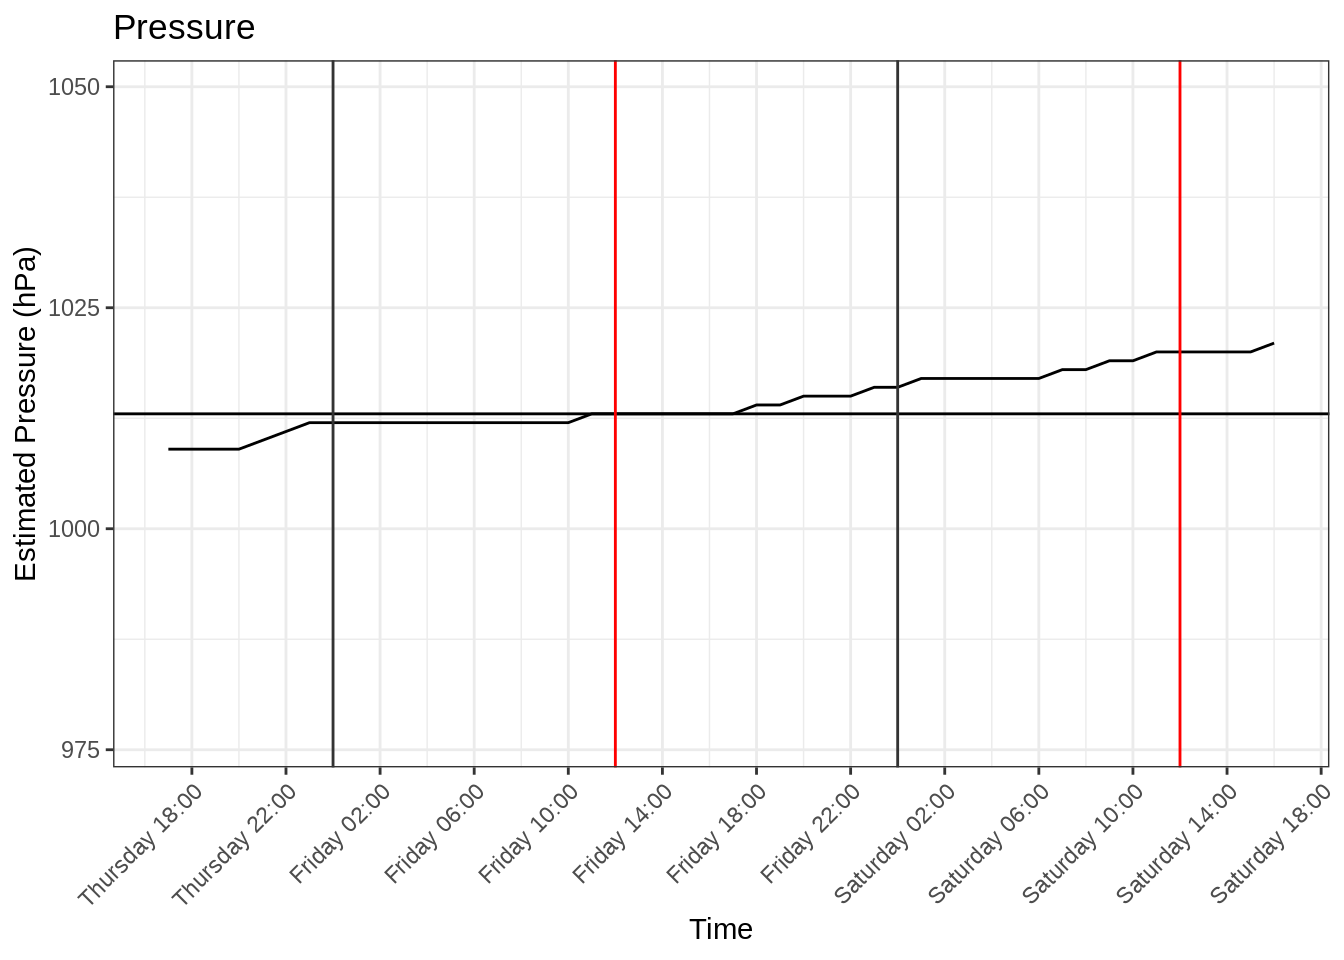 Pressure
Estimated Pressure (hPa)
1050
1025
1000
975
Thursday 18:00
Thursday 22:00
Friday 02:00
Friday 06:00
Friday 10:00
Friday 14:00
Friday 18:00
Friday 22:00
Saturday 02:00
Saturday 06:00
Saturday 10:00
Saturday 14:00
Saturday 18:00
Time